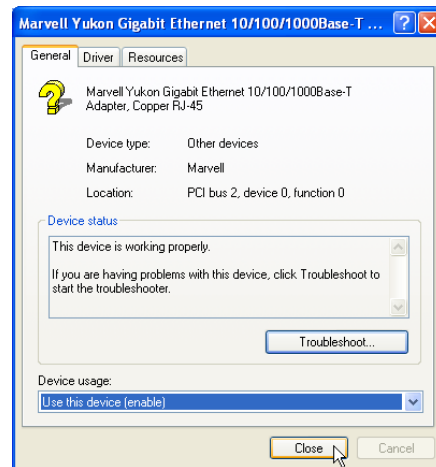 Marvell Yukon Gigabit Ethernet 10/100/1000Base-T ...
General Driver Resources
Marvell Yukon Gigabit Ethernet 10/100/1000Base-T
Adapter, Copper RJ-45
Device type: Other devices
Manufacturer: Marvell
Location: PCI bus 2, device 0, function 0
Device status
This device is working properly.
If you are having problems with this device, click Troubleshoot to
start the troubleshooter.
Troubleshoot...
Device usage:
Use this device (enable)
Close Cancel